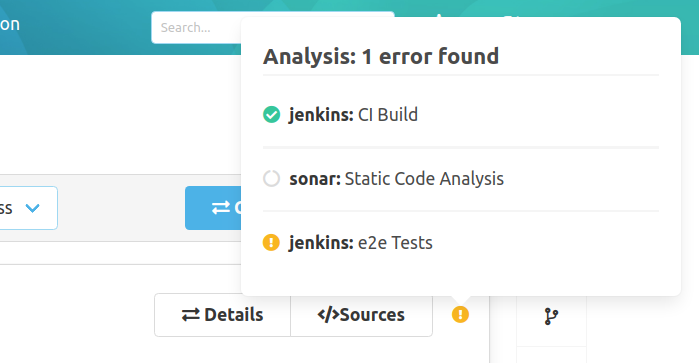 on
Search...
Analysis: 1 error found
jenkins: CI Build
sonar: Static Code Analysis
ss
jenkins: e2e Tests
Details
</>Sources